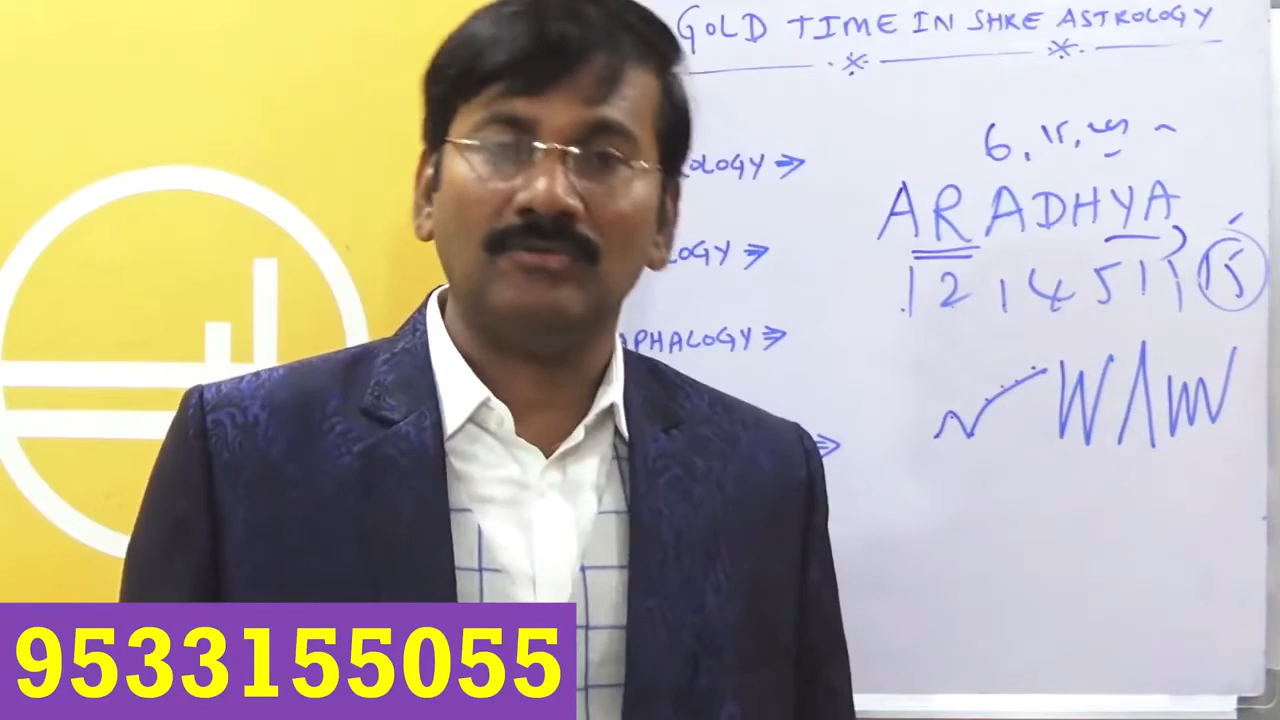 GOLD TIME IN SHRE ASTROLOGY
OLOGY
6, 15,
ARADHYA
1 2 1 4 5 1 1 15
LOGY
APHALOGY
9533155055